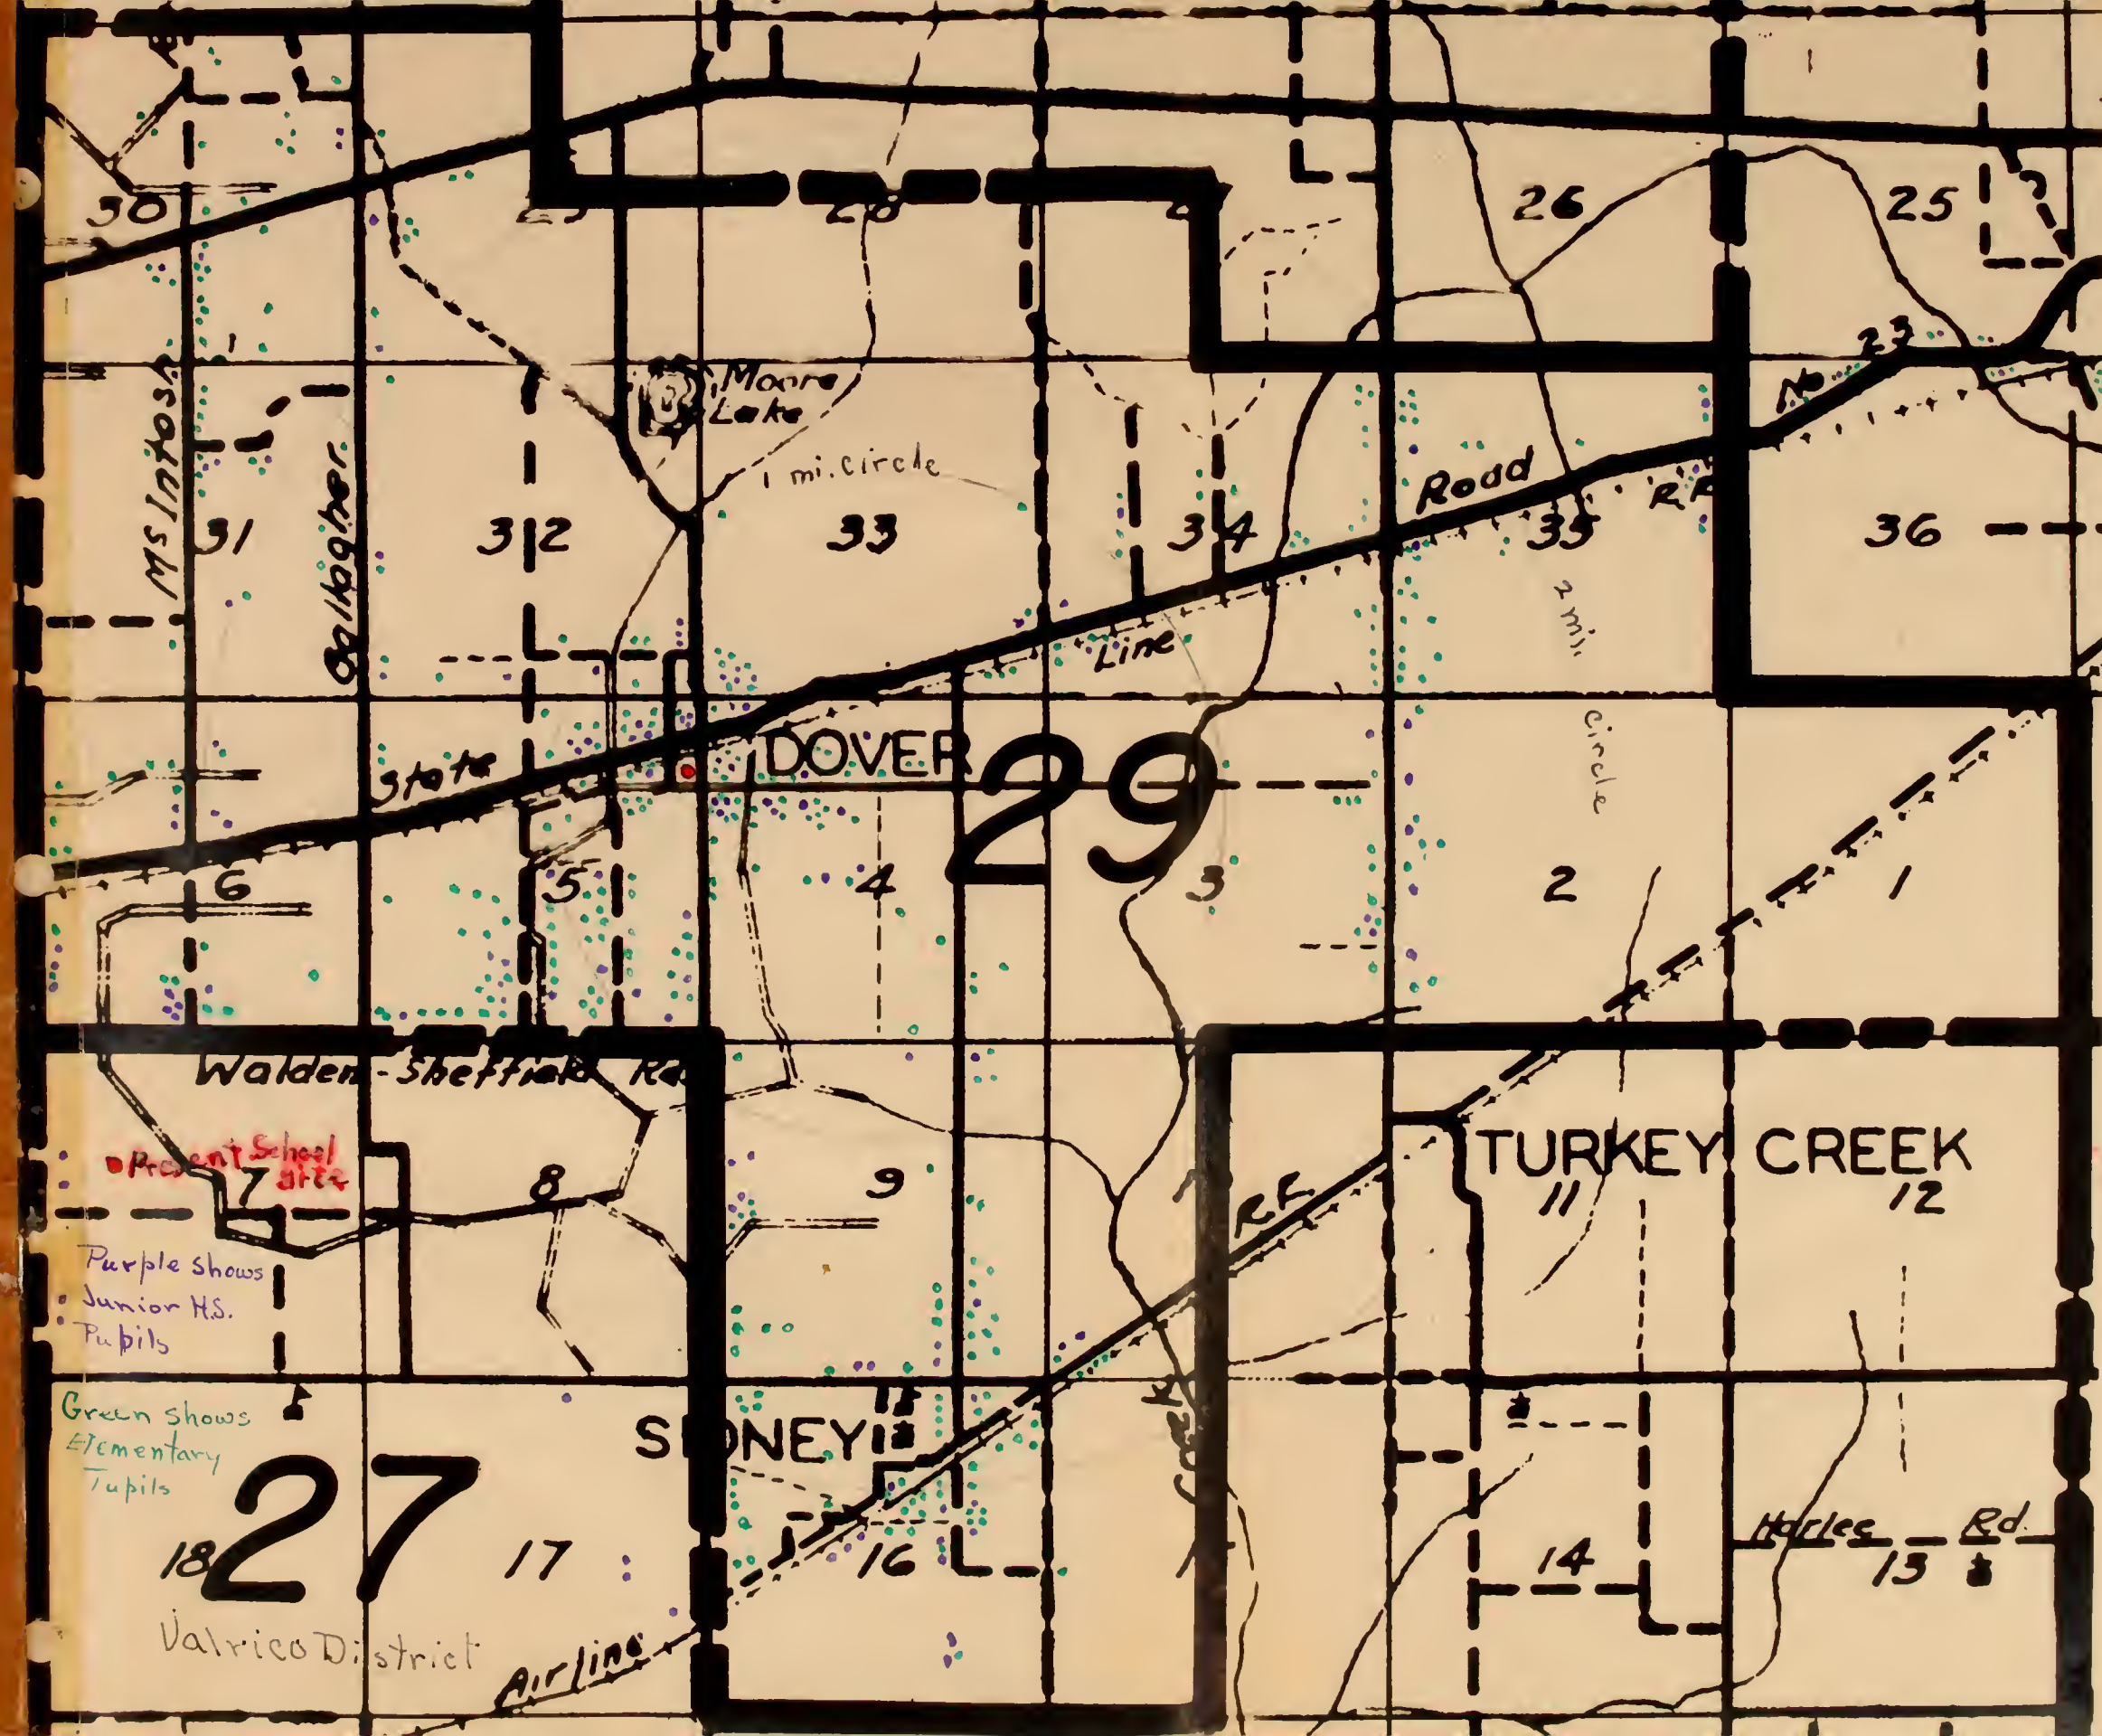 30
28
26
25
23
No
Moore
Lake
1 mi. circle
Road
R.R
McIntosh
Gallagher
31
32
33
34
35
36
2 mi.
circle
Line
State
DOVER
29
6
5
4
3
2
1
Walden-Sheffield Rd.
Present School
site
7
8
9
R.R.
TURKEY CREEK
11
12
Purple shows
Junior H.S.
Pupils
Green shows
Elementary
Pupils
SIDNEY
Creek
27
18
17
16
14
13
Harlee Rd.
Valrico District
Airline